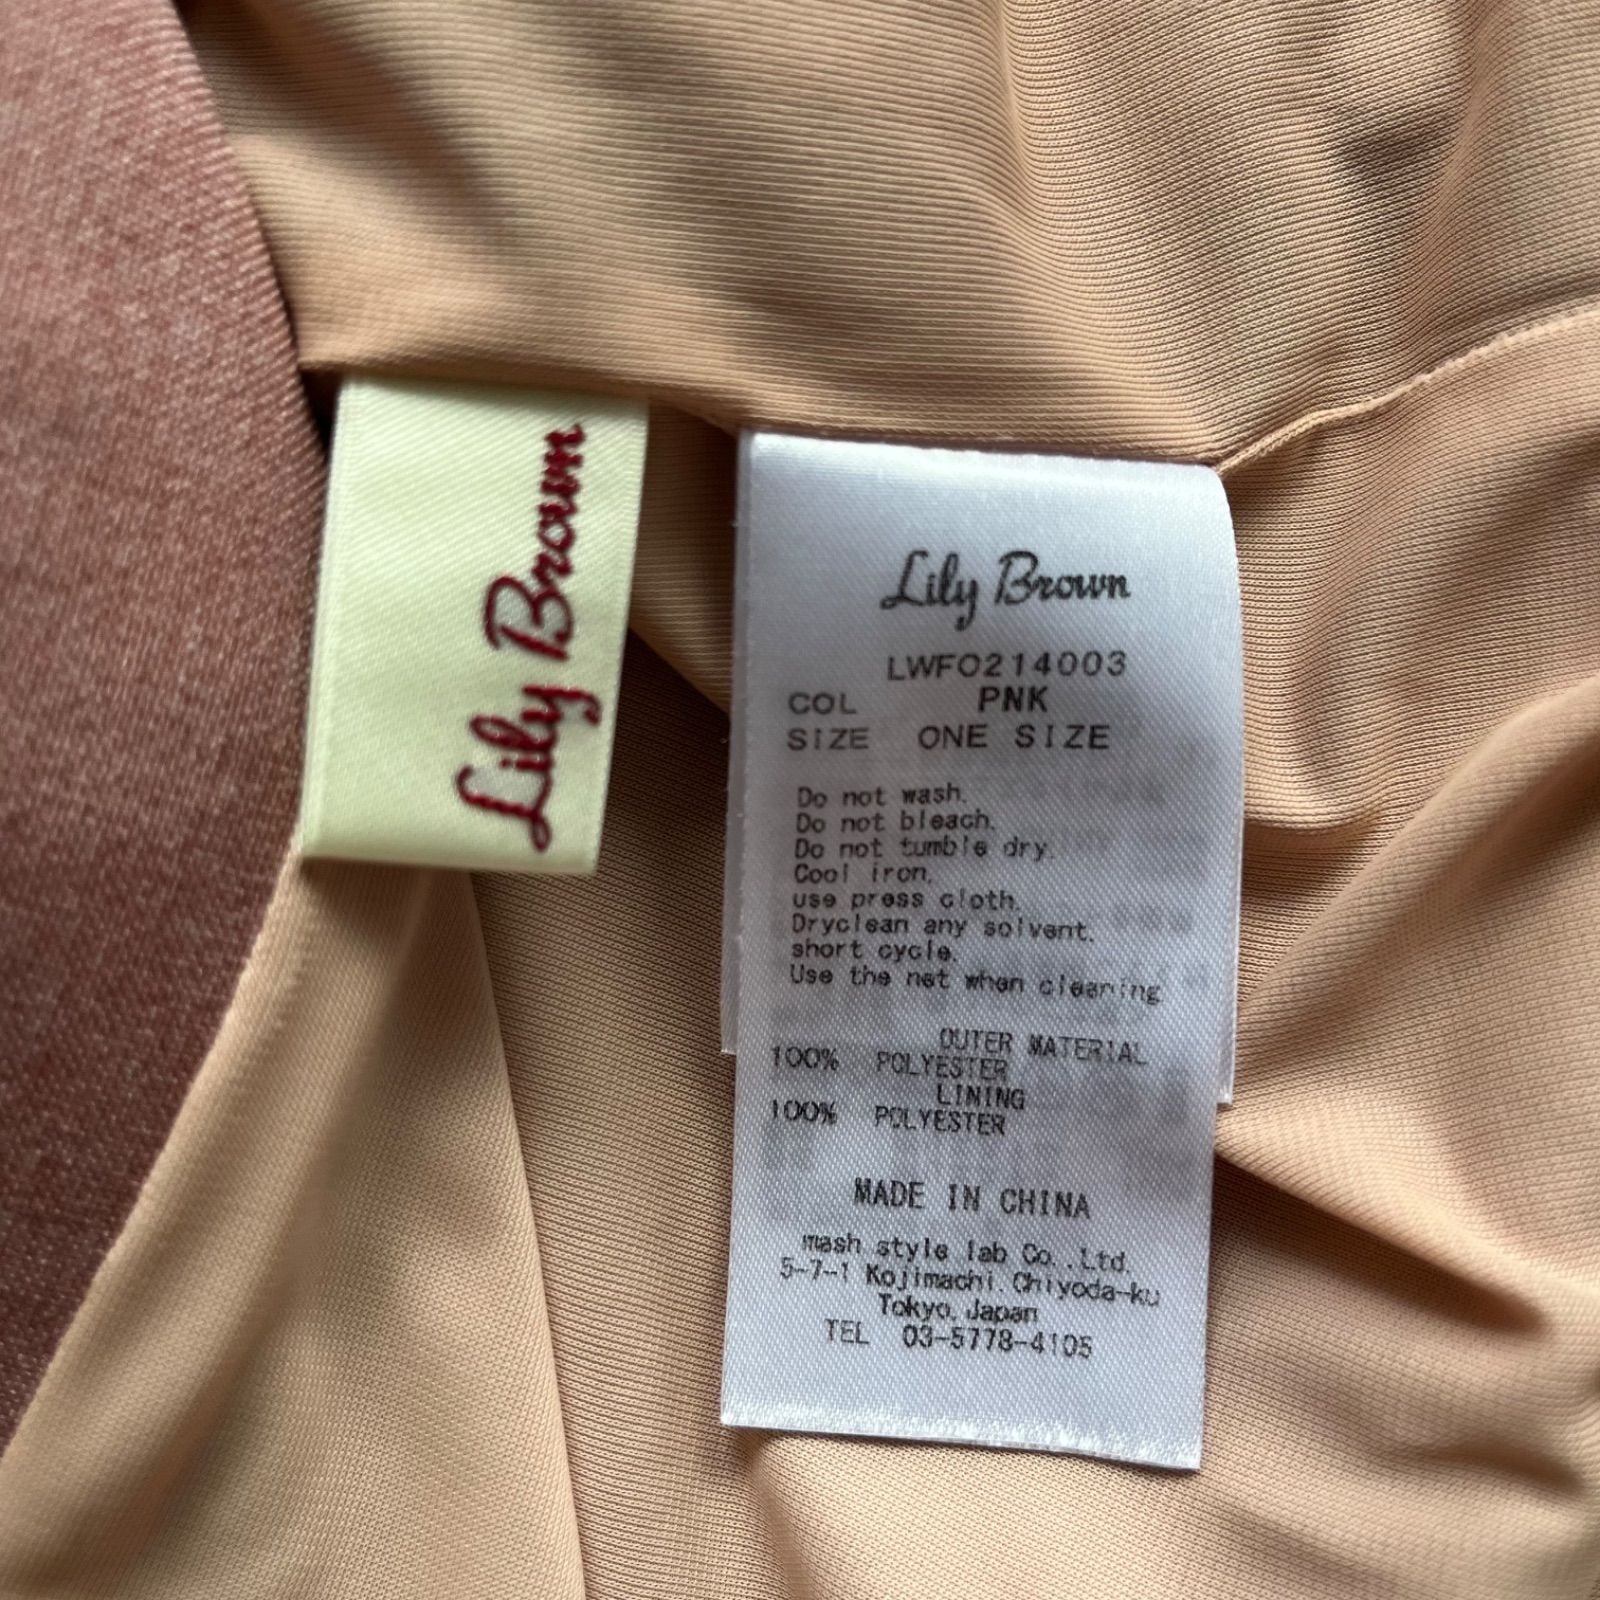 Lily Brown
Lily Brown
LWFO214003
COL PNK
SIZE ONE SIZE
Do not wash.
Do not bleach.
Do not tumble dry.
Cool iron,
use press cloth.
Dryclean any solvent.
short cycle.
Use the net when cleaning
OUTER MATERIAL
100% POLYESTER
LINING
100% POLYESTER
MADE IN CHINA
mash style lab Co.,Ltd.
5-7-1 Kojimachi.Chiyoda-ku
Tokyo,Japan
TEL 03-5778-4105